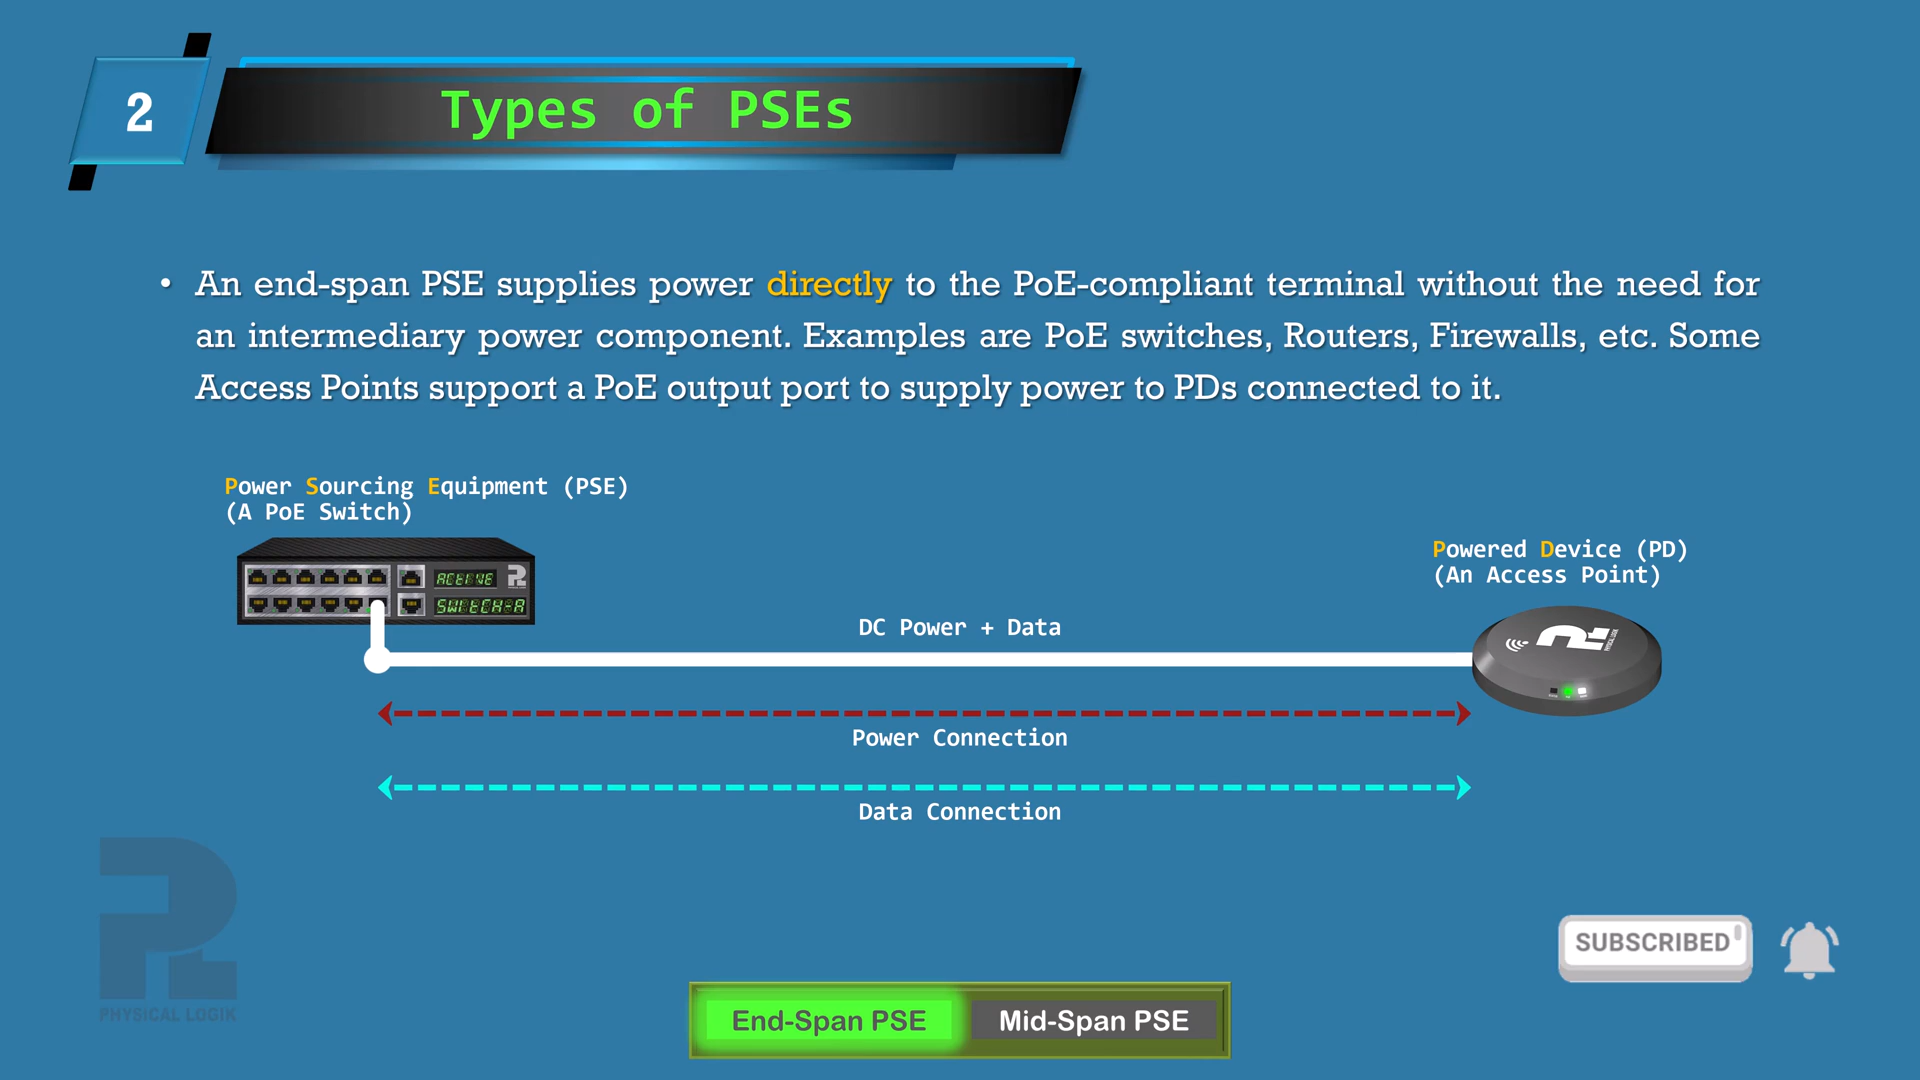 2
Types of PSEs
• An end-span PSE supplies power directly to the PoE-compliant terminal without the need for
an intermediary power component. Examples are PoE switches, Routers, Firewalls, etc. Some
Access Points support a PoE output port to supply power to PDs connected to it.
Power Sourcing Equipment (PSE)
(A PoE Switch)
ACTIVE
SWITCH-A
Powered Device (PD)
(An Access Point)
DC Power + Data
Power Connection
Data Connection
PHYSICAL LOGIK
SUBSCRIBED
End-Span PSE
Mid-Span PSE